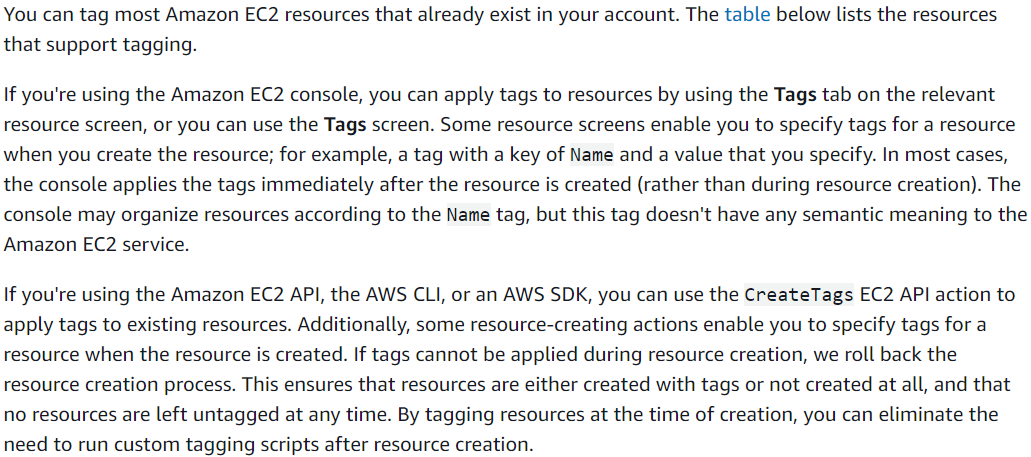 You can tag most Amazon EC2 resources that already exist in your account. The table below lists the resources
that support tagging.
If you're using the Amazon EC2 console, you can apply tags to resources by using the Tags tab on the relevant
resource screen, or you can use the Tags screen. Some resource screens enable you to specify tags for a resource
when you create the resource; for example, a tag with a key of Name and a value that you specify. In most cases,
the console applies the tags immediately after the resource is created (rather than during resource creation). The
console may organize resources according to the Name tag, but this tag doesn't have any semantic meaning to the
Amazon EC2 service.
If you're using the Amazon EC2 API, the AWS CLI, or an AWS SDK, you can use the CreateTags EC2 API action to
apply tags to existing resources. Additionally, some resource-creating actions enable you to specify tags for a
resource when the resource is created. If tags cannot be applied during resource creation, we roll back the
resource creation process. This ensures that resources are either created with tags or not created at all, and that
no resources are left untagged at any time. By tagging resources at the time of creation, you can eliminate the
need to run custom tagging scripts after resource creation.